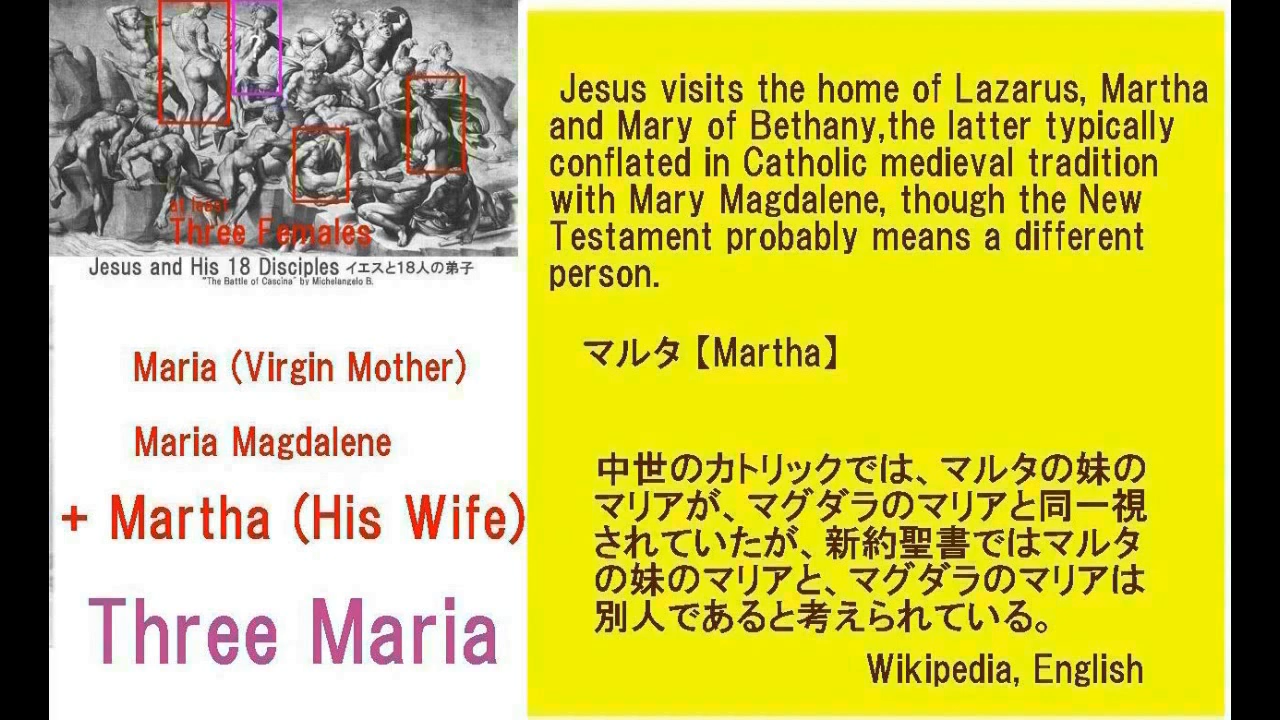 ?
at least
Three Females
Jesus and His 18 Disciples イエスと18人の弟子
"The Battle of Cascina" by Michelangelo B.
Maria (Virgin Mother)
Maria Magdalene
+ Martha (His Wife)
Three Maria
Jesus visits the home of Lazarus, Martha
and Mary of Bethany,the latter typically
conflated in Catholic medieval tradition
with Mary Magdalene, though the New
Testament probably means a different
person.
マルタ【Martha】
中世のカトリックでは、マルタの妹の
マリアが、マグダラのマリアと同一視
されていたが、新約聖書ではマルタ
の妹のマリアと、マグダラのマリアは
別人であると考えられている。
Wikipedia, English